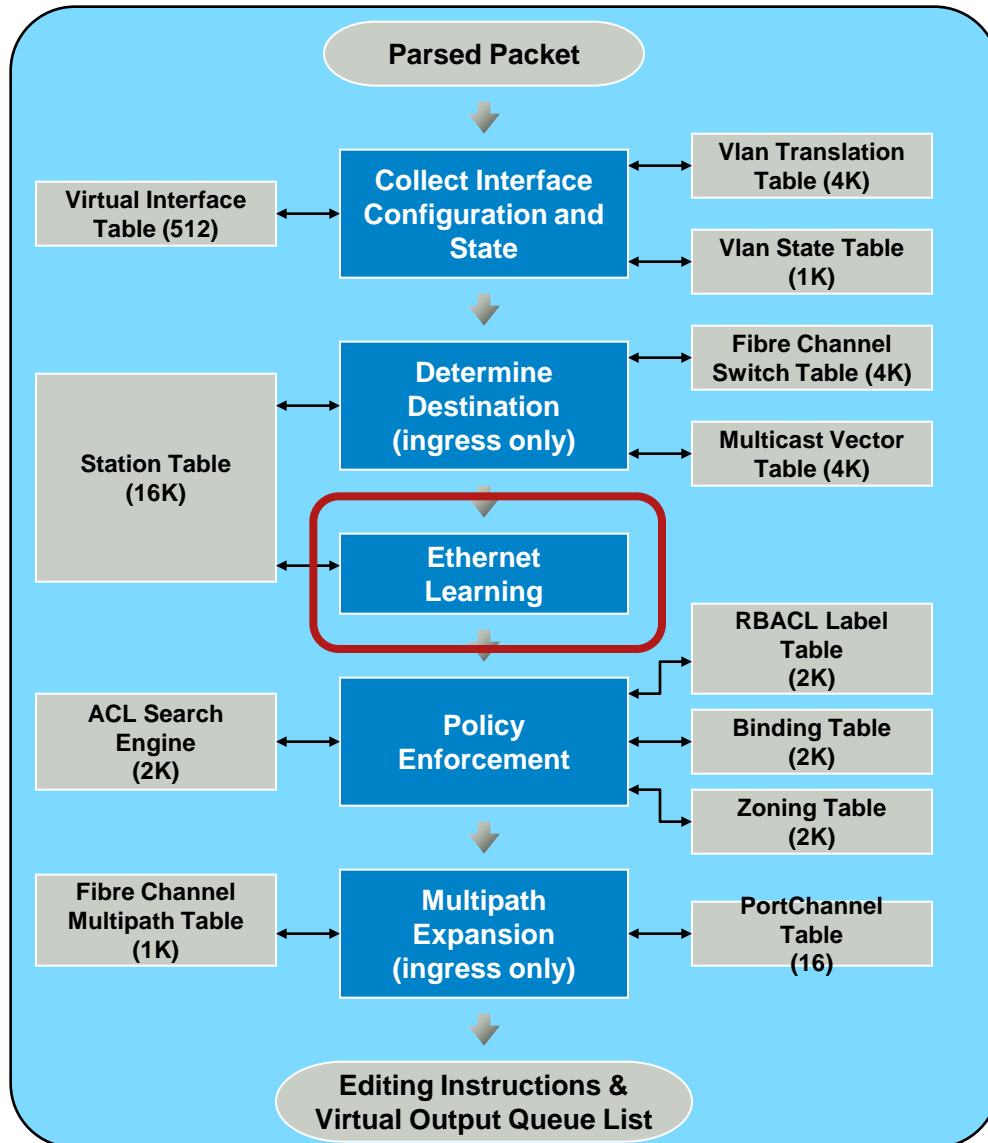 Parsed Packet
Collect Interface
Configuration and
State
Virtual Interface
Table (512)
Vlan Translation
Table (4K)
Vlan State Table
(1K)
Determine
Destination
(ingress only)
Station Table
(16K)
Fibre Channel
Switch Table (4K)
Multicast Vector
Table (4K)
Ethernet
Learning
Policy
Enforcement
ACL Search
Engine
(2K)
RBACL Label
Table
(2K)
Binding Table
(2K)
Zoning Table
(2K)
Multipath
Expansion
(ingress only)
Fibre Channel
Multipath Table
(1K)
PortChannel
Table
(16)
Editing Instructions &
Virtual Output Queue List